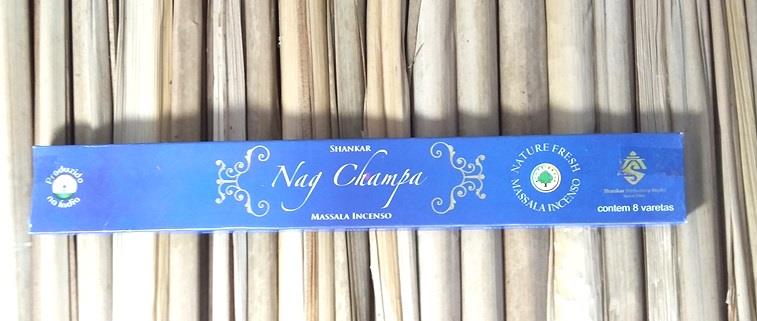 Produzido
na Índia
SHANKAR
Nag Champa
MASSALA INCENSO
NATURE FRESH
MASSALA INCENSO
contem 8 varetas